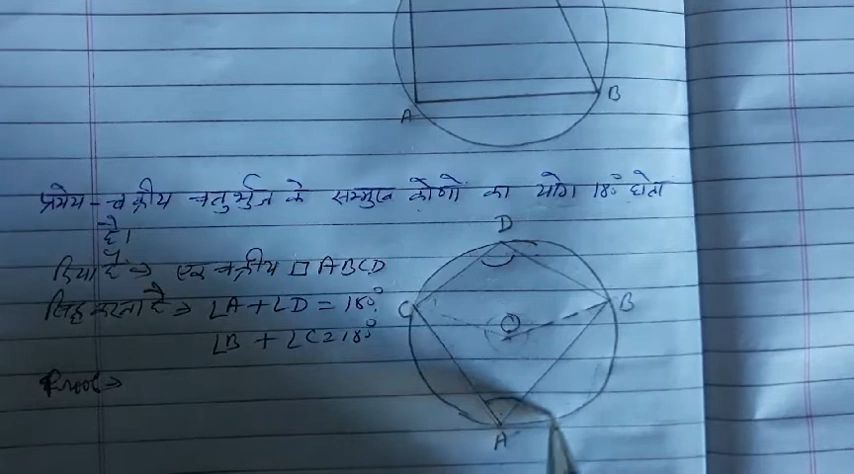 A B
प्रमेय - चक्रीय चतुर्भुज के सम्मुख कोणों का योग 180° होता
है।
D
दिया है → एक चक्रीय □ ABCD
सिद्ध करना है → ∠A + ∠D = 180°
C O B
∠B + ∠C = 180°
Proof →
A